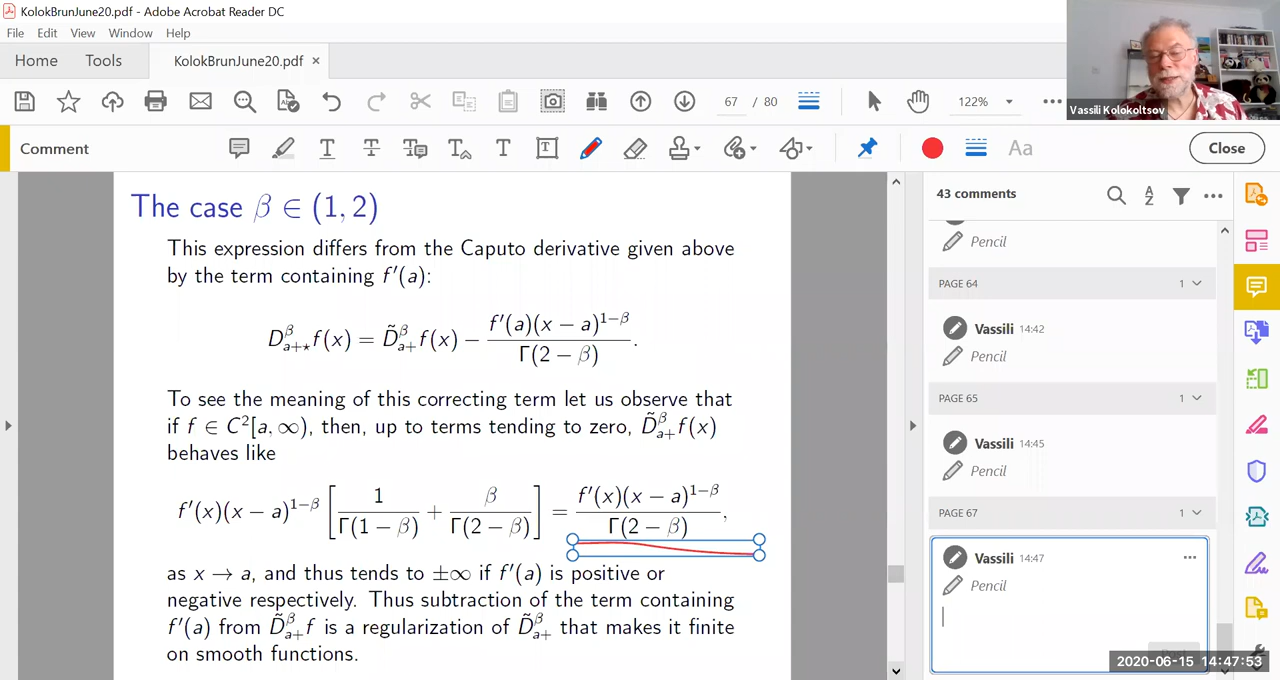 KolokBrunJune20.pdf - Adobe Acrobat Reader DC
File Edit View Window Help
Home Tools KolokBrunJune20.pdf ×
67 / 80 122%
Vassili Kolokoltsov
Comment
Aa
Close
The case β ∈ (1, 2)
This expression differs from the Caputo derivative given above
by the term containing f′(a):
D^β_{a+⋆} f(x) = D̃^β_{a+} f(x) − f′(a)(x − a)^{1−β} / Γ(2 − β).
To see the meaning of this correcting term let us observe that
if f ∈ C²[a, ∞), then, up to terms tending to zero, D̃^β_{a+} f(x)
behaves like
f′(x)(x − a)^{1−β} [ 1 / Γ(1 − β) + β / Γ(2 − β) ] = f′(x)(x − a)^{1−β} / Γ(2 − β),
as x → a, and thus tends to ±∞ if f′(a) is positive or
negative respectively. Thus subtraction of the term containing
f′(a) from D̃^β_{a+} f is a regularization of D̃^β_{a+} that makes it finite
on smooth functions.
43 comments
Pencil
PAGE 64 1
Vassili 14:42
Pencil
PAGE 65 1
Vassili 14:45
Pencil
PAGE 67 1
Vassili 14:47
Pencil
2020-06-15 14:47:53